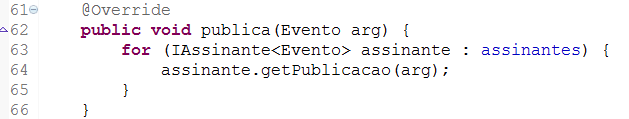 61 @Override
62 public void publica(Evento arg) {
63 for (IAssinante<Evento> assinante : assinantes) {
64 assinante.getPublicacao(arg);
65 }
66 }